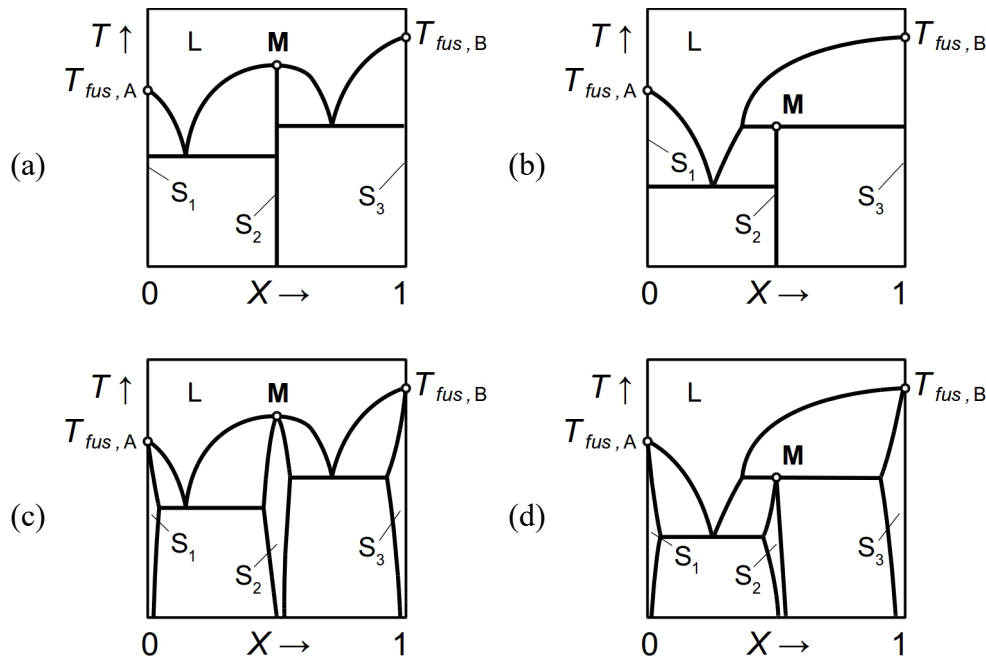 (a)
T ↑
L
M
T fus, A
T fus, B
S1
S2
S3
0
X →
1
(b)
T ↑
L
M
T fus, A
T fus, B
S1
S2
S3
0
X →
1
(c)
T ↑
L
M
T fus, A
T fus, B
S1
S2
S3
0
X →
1
(d)
T ↑
L
M
T fus, A
T fus, B
S1
S2
S3
0
X →
1